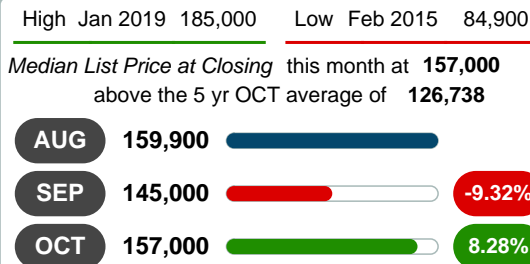 High Jan 2019 185,000 Low Feb 2015 84,900
Median List Price at Closing this month at 157,000
above the 5 yr OCT average of 126,738
AUG 159,900
SEP 145,000 -9.32%
OCT 157,000 8.28%